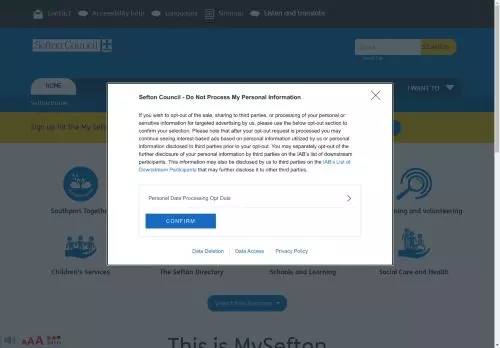 Contact Accessibility help Languages Sitemap Listen and translate
Sefton Council
SEARCH
HOME
I WANT TO
Sefton Home
Sign up for the My Sef
Sefton Council - Do Not Process My Personal Information
If you wish to opt-out of the sale, sharing to third parties, or processing of your personal or
sensitive information for targeted advertising by us, please use the below opt-out section to
confirm your selection. Please note that after your opt-out request is processed you may
continue seeing interest-based ads based on personal information utilized by us or personal
information disclosed to third parties prior to your opt-out. You may separately opt-out of the
further disclosure of your personal information by third parties on the IAB's list of downstream
participants. This information may also be disclosed by us to third parties on the IAB's List of
Downstream Participants that may further disclose it to other third parties.
Personal Data Processing Opt Outs
CONFIRM
Data Deletion Data Access Privacy Policy
Southport Togethe
ning and volunteering
Children's Services The Sefton Directory Schools and Learning Social Care and Health
This is MySefton
AAA